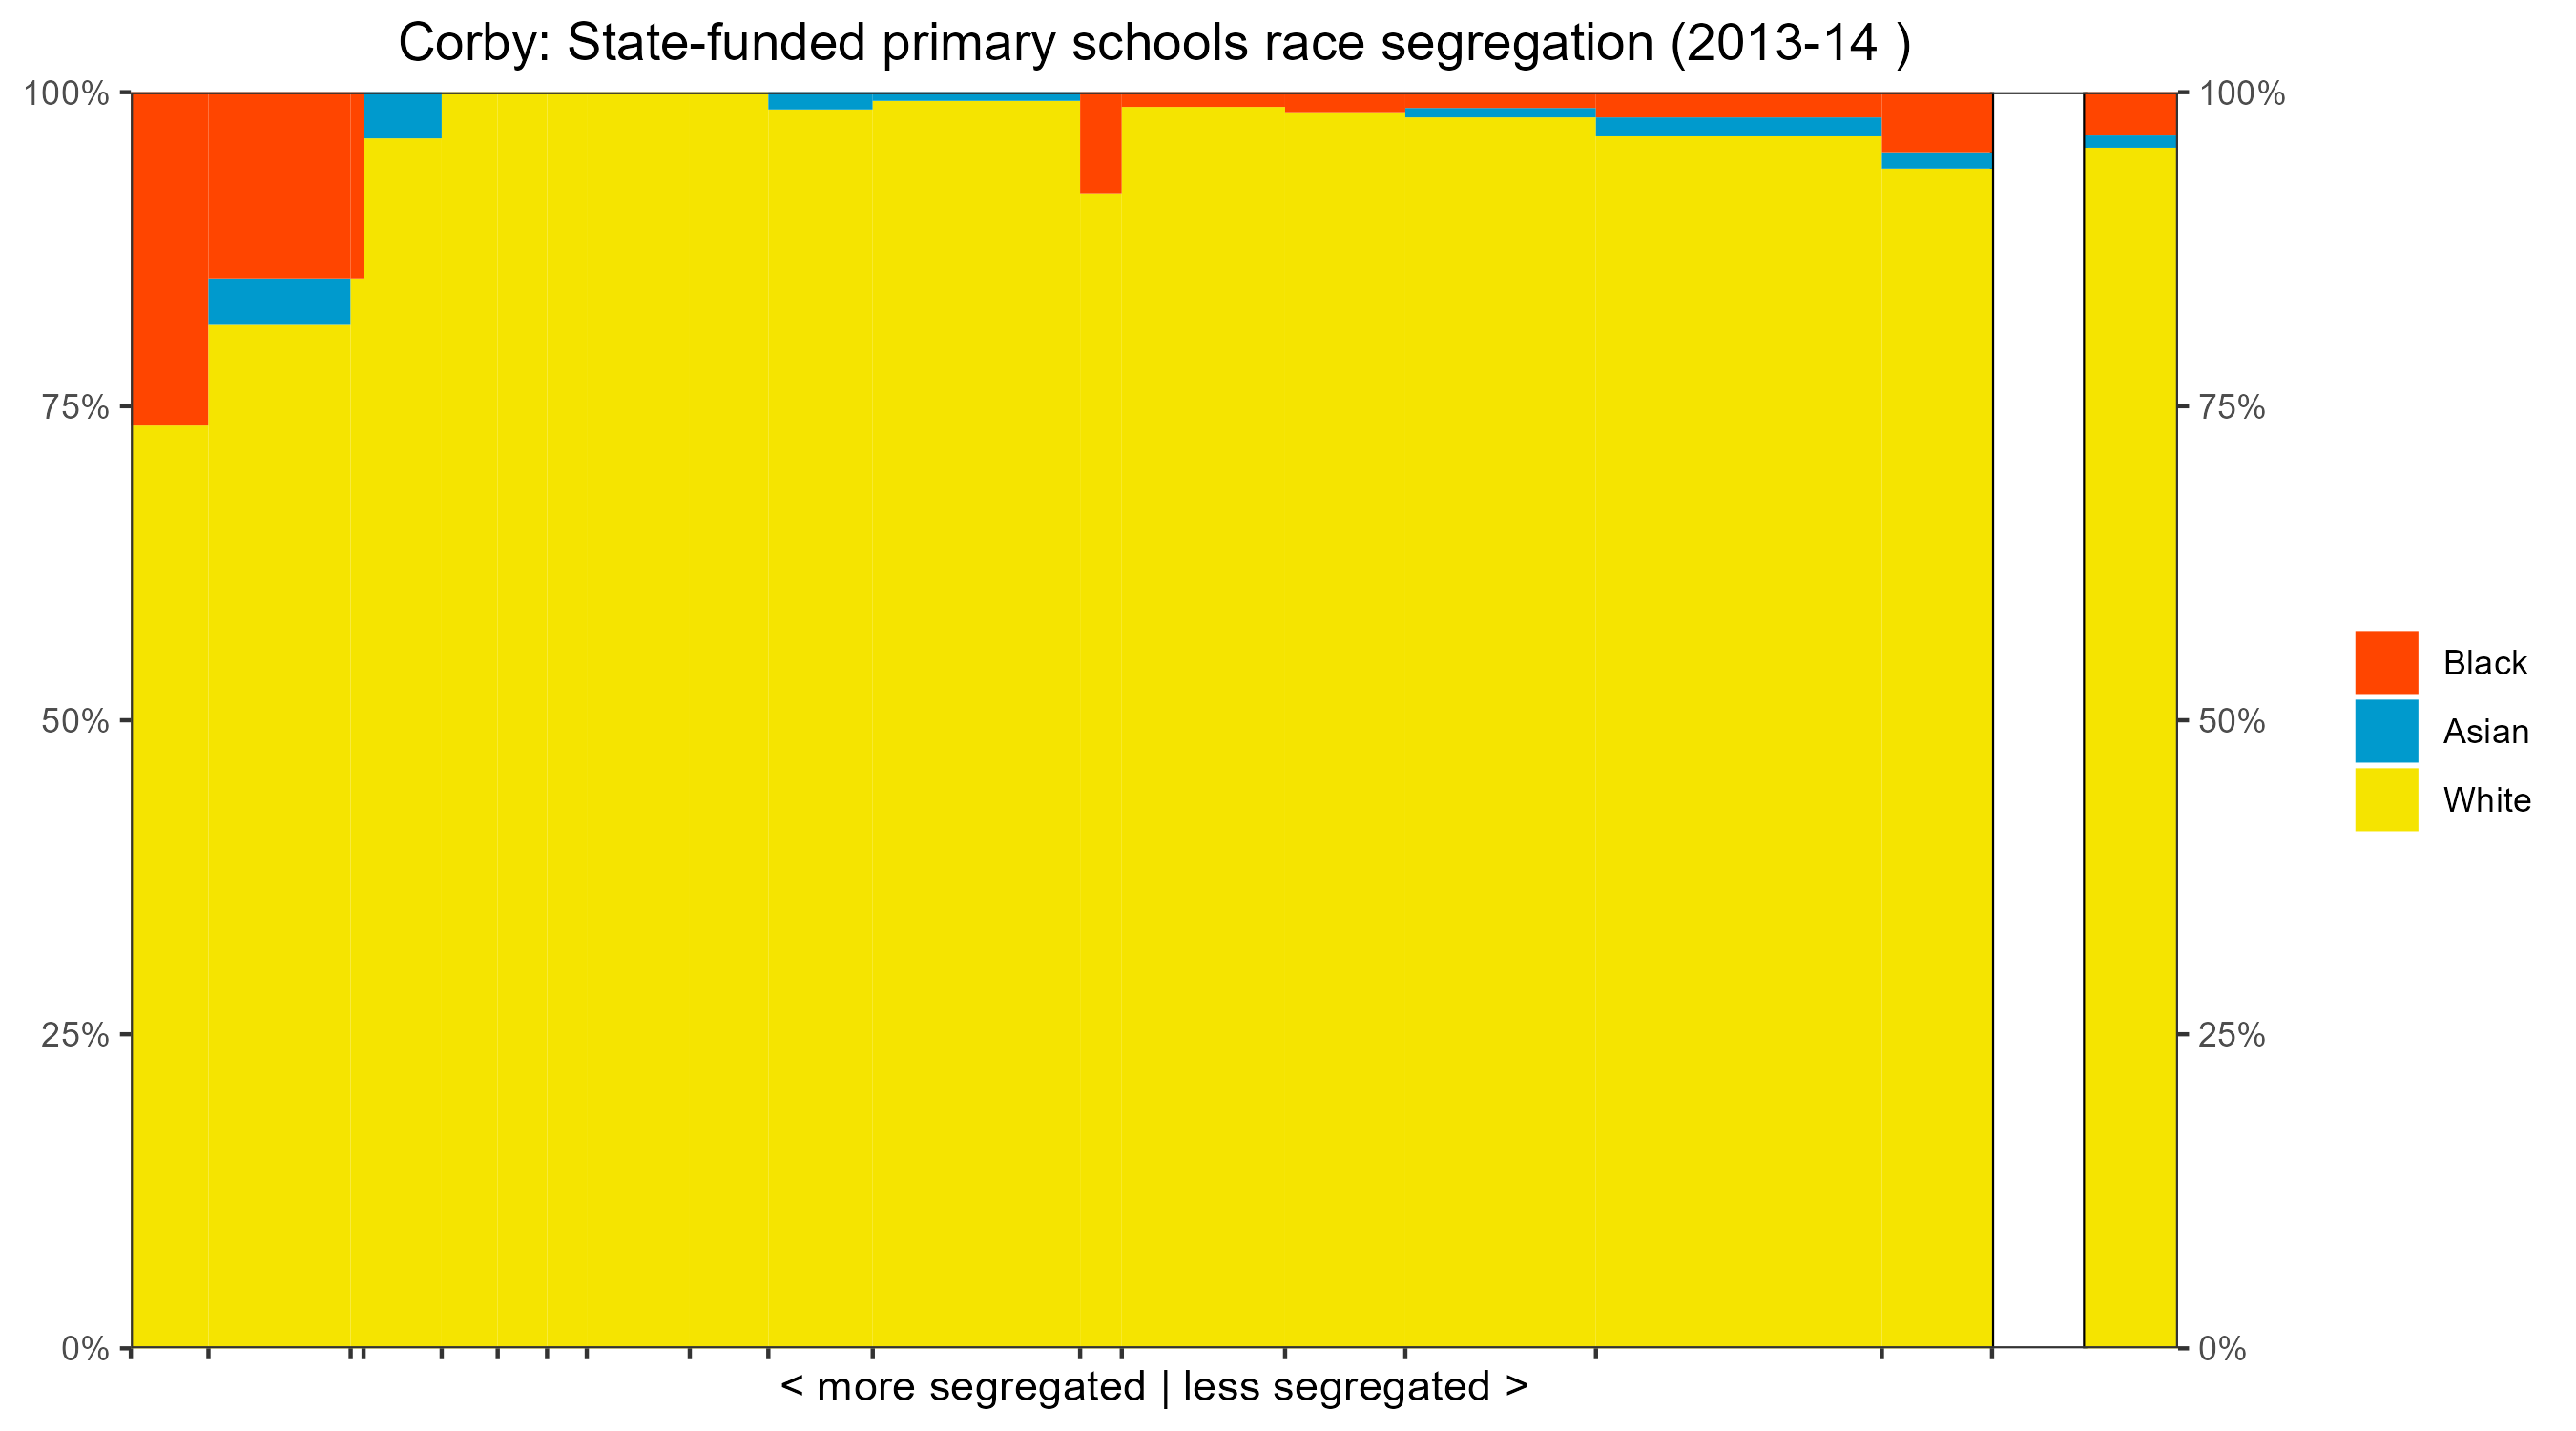 Corby: State-funded primary schools race segregation (2013-14 )
100%
75%
50%
25%
0%
100%
75%
50%
25%
0%
Black
Asian
White
< more segregated | less segregated >